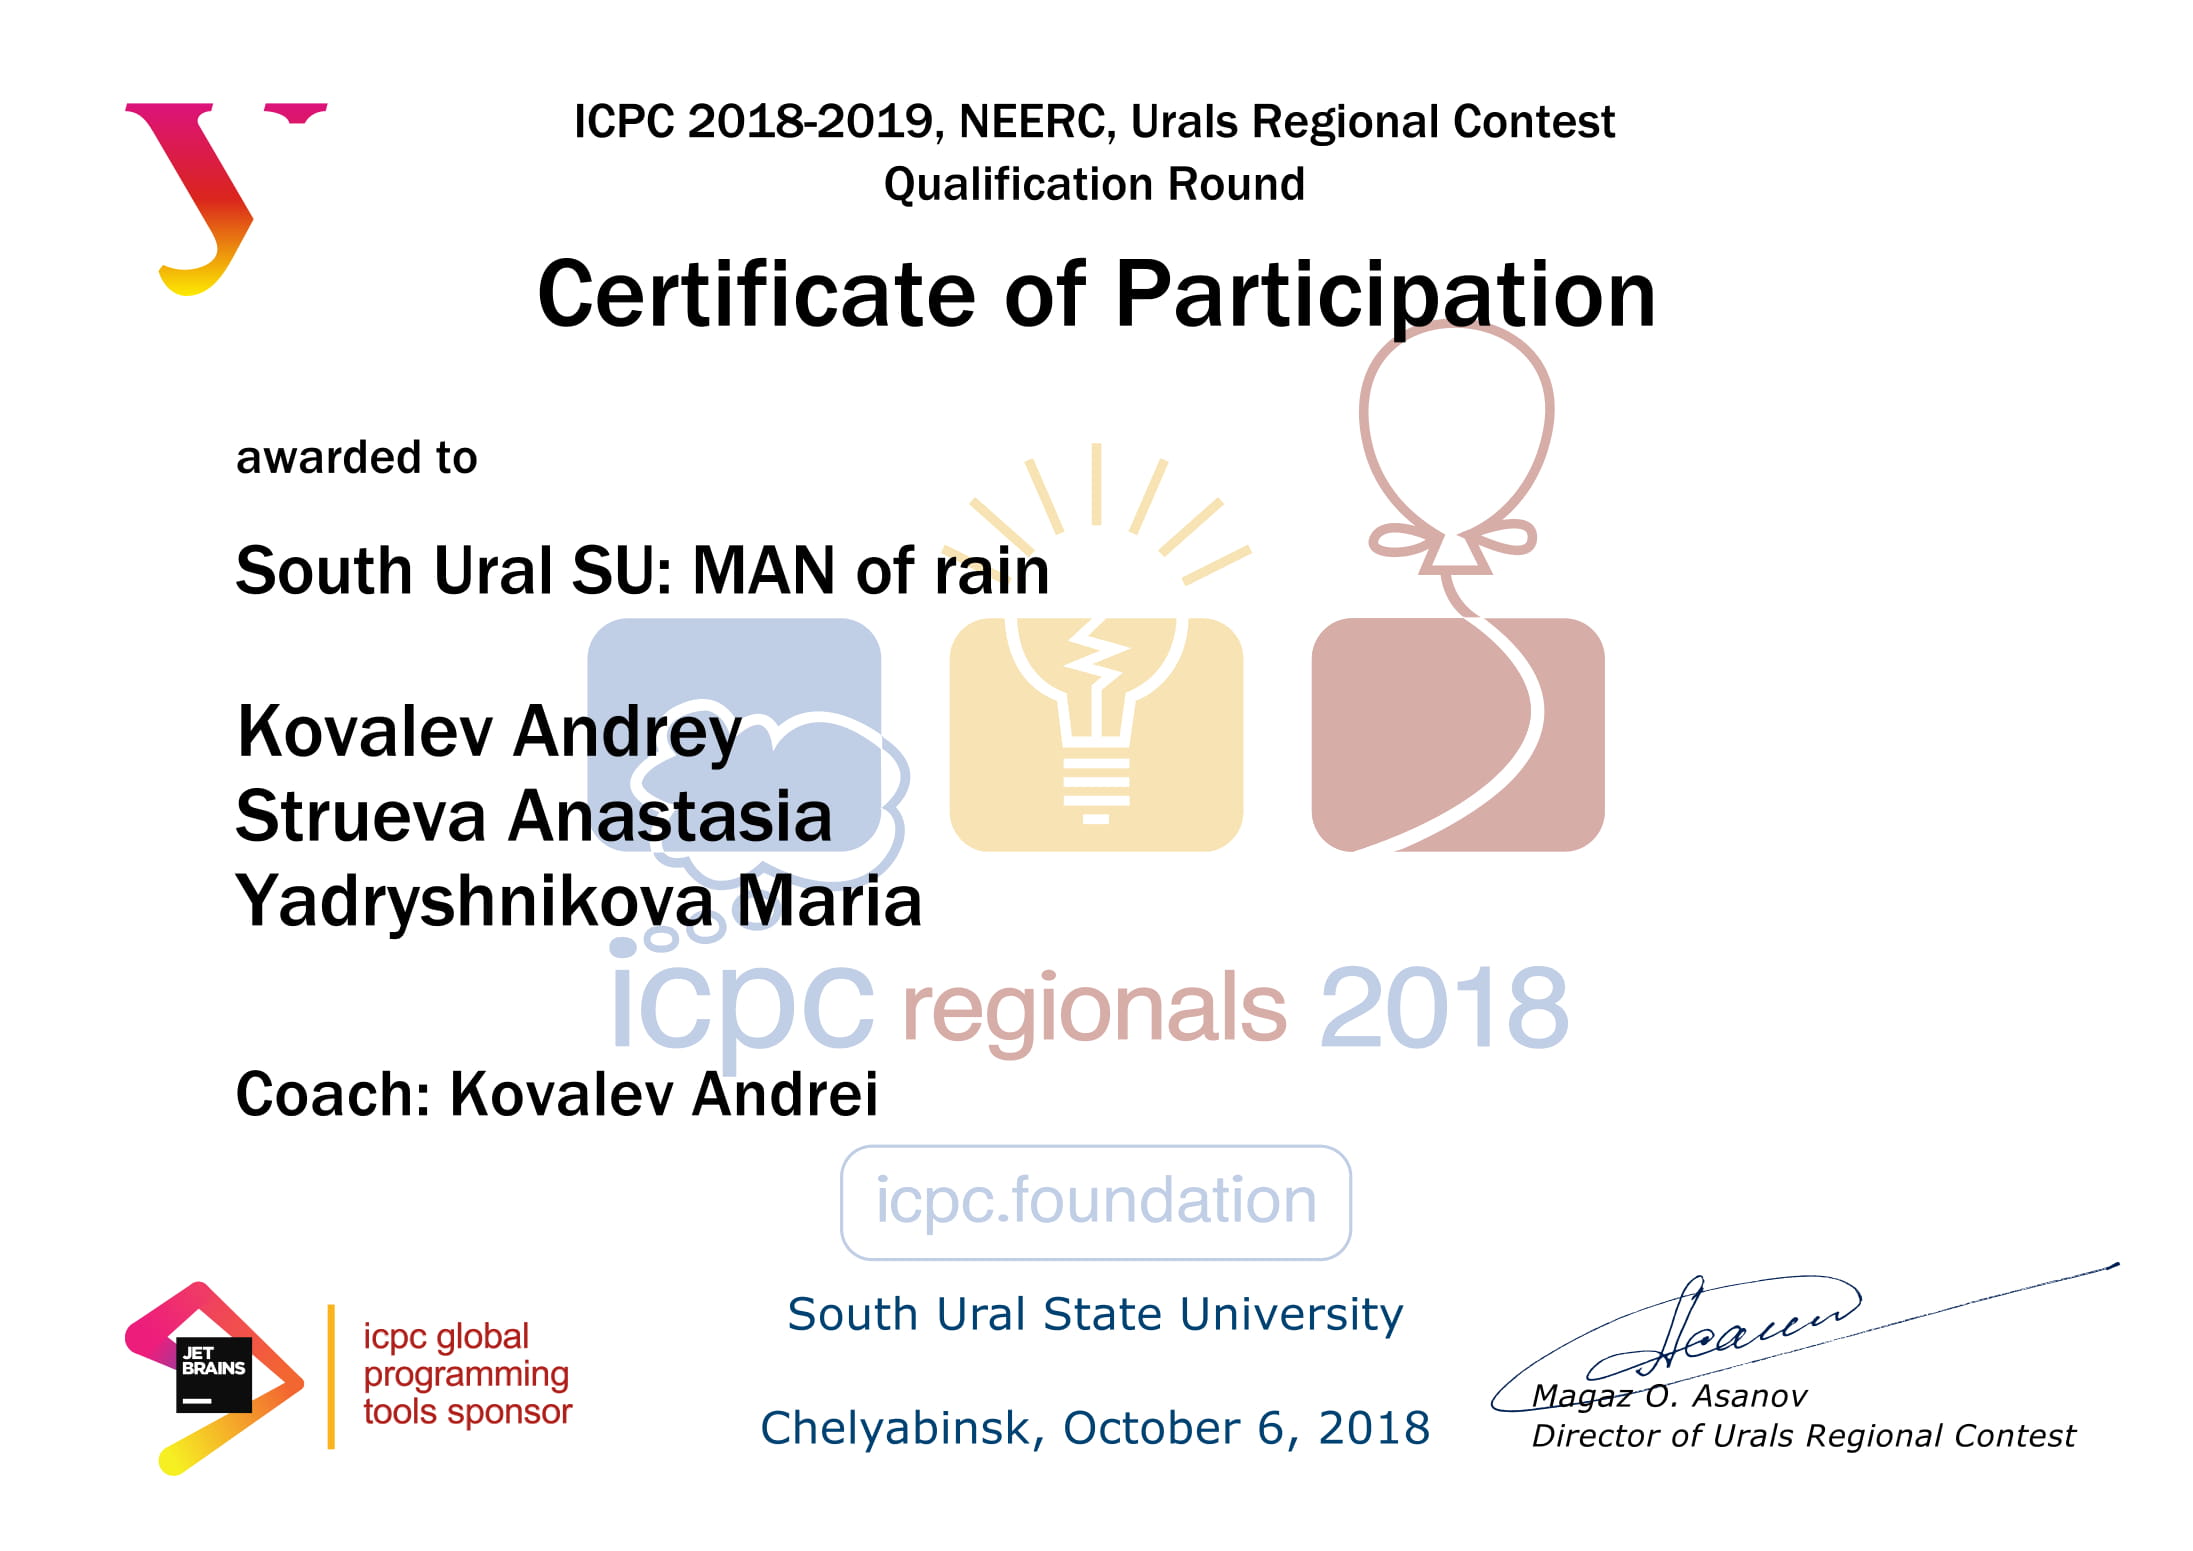 ICPC 2018-2019, NEERC, Urals Regional Contest
Qualification Round
Certificate of Participation
awarded to
South Ural SU: MAN of rain
Kovalev Andrey
Strueva Anastasia
Yadryshnikova Maria
icpc regionals 2018
Coach: Kovalev Andrei
icpc.foundation
South Ural State University
Chelyabinsk, October 6, 2018
JET
BRAINS
icpc global
programming
tools sponsor
Magaz O. Asanov
Director of Urals Regional Contest